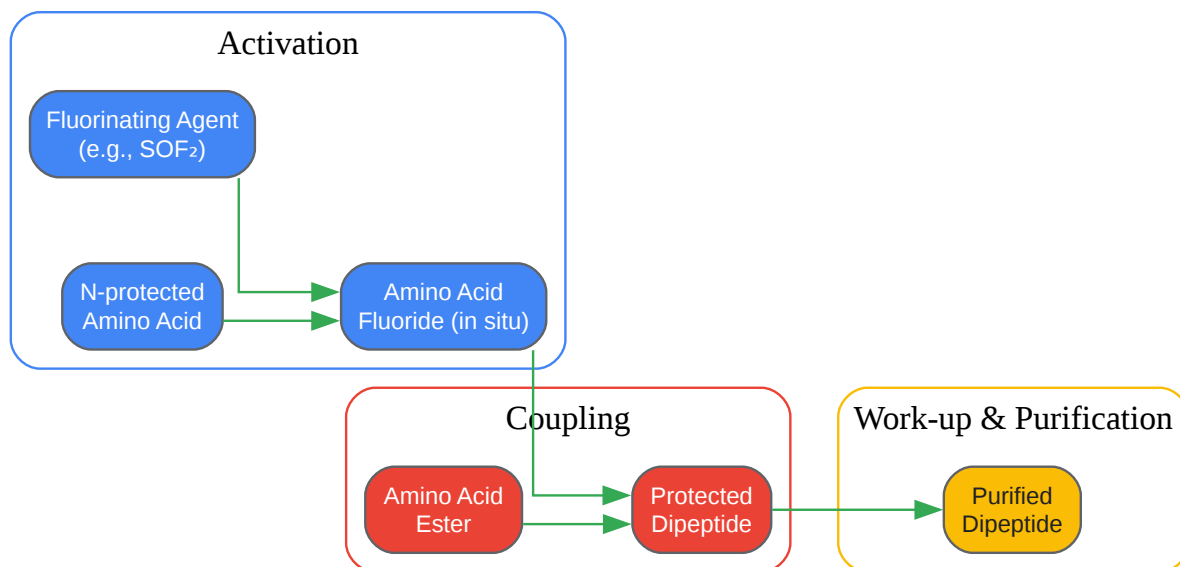 Activation
Fluorinating Agent
(e.g., SOF₂)
N-protected
Amino Acid
Amino Acid
Fluoride (in situ)
Coupling
Amino Acid
Ester
Protected
Dipeptide
Work-up & Purification
Purified
Dipeptide